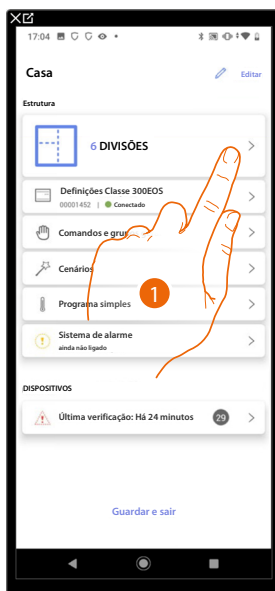 17:04
Casa
Editar
Estrutura
6 DIVISÕES
Definições Classe 300EOS
00001452 | Conectado
Comandos e grup
Cenários
1
Programa simples
Sistema de alarme
ainda não ligado
DISPOSITIVOS
Última verificação: Há 24 minutos
29
Guardar e sair